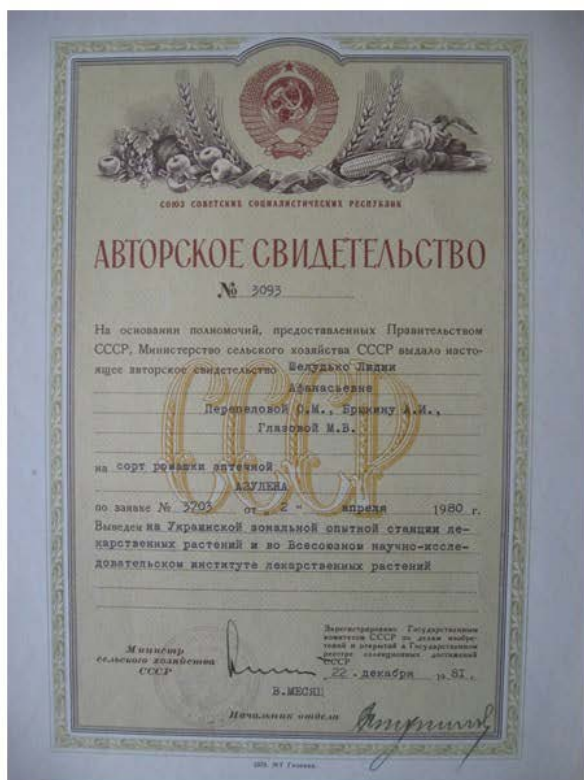 СОЮЗ СОВЕТСКИХ СОЦИАЛИСТИЧЕСКИХ РЕСПУБЛИК
АВТОРСКОЕ СВИДЕТЕЛЬСТВО
№ 3093
На основании полномочий, предоставленных Правительством
СССР, Министерство сельского хозяйства СССР выдало насто-
ящее авторское свидетельство Шелудько Лидии
Афанасьевне
Перепеловой О.М., Брыкину А.И.,
Глазовой М.В.
СССР
на сорт ромашки аптечной
АЗУЛЕНА
по заявке № 3703 от „ 2 - апреля 1980 г.
Выведен на Украинской зональной опытной станции ле-
карственных растений и во Всесоюзном научно-иссле-
довательском институте лекарственных растений
Зарегистрировано Государственным
комитетом СССР по делам изобре-
тений и открытий в Государственном
реестре селекционных достижений
СССР
22 . декабря 19 81 .
Министр
сельского хозяйства
СССР
В.МЕСЯЦ
Начальник отдела